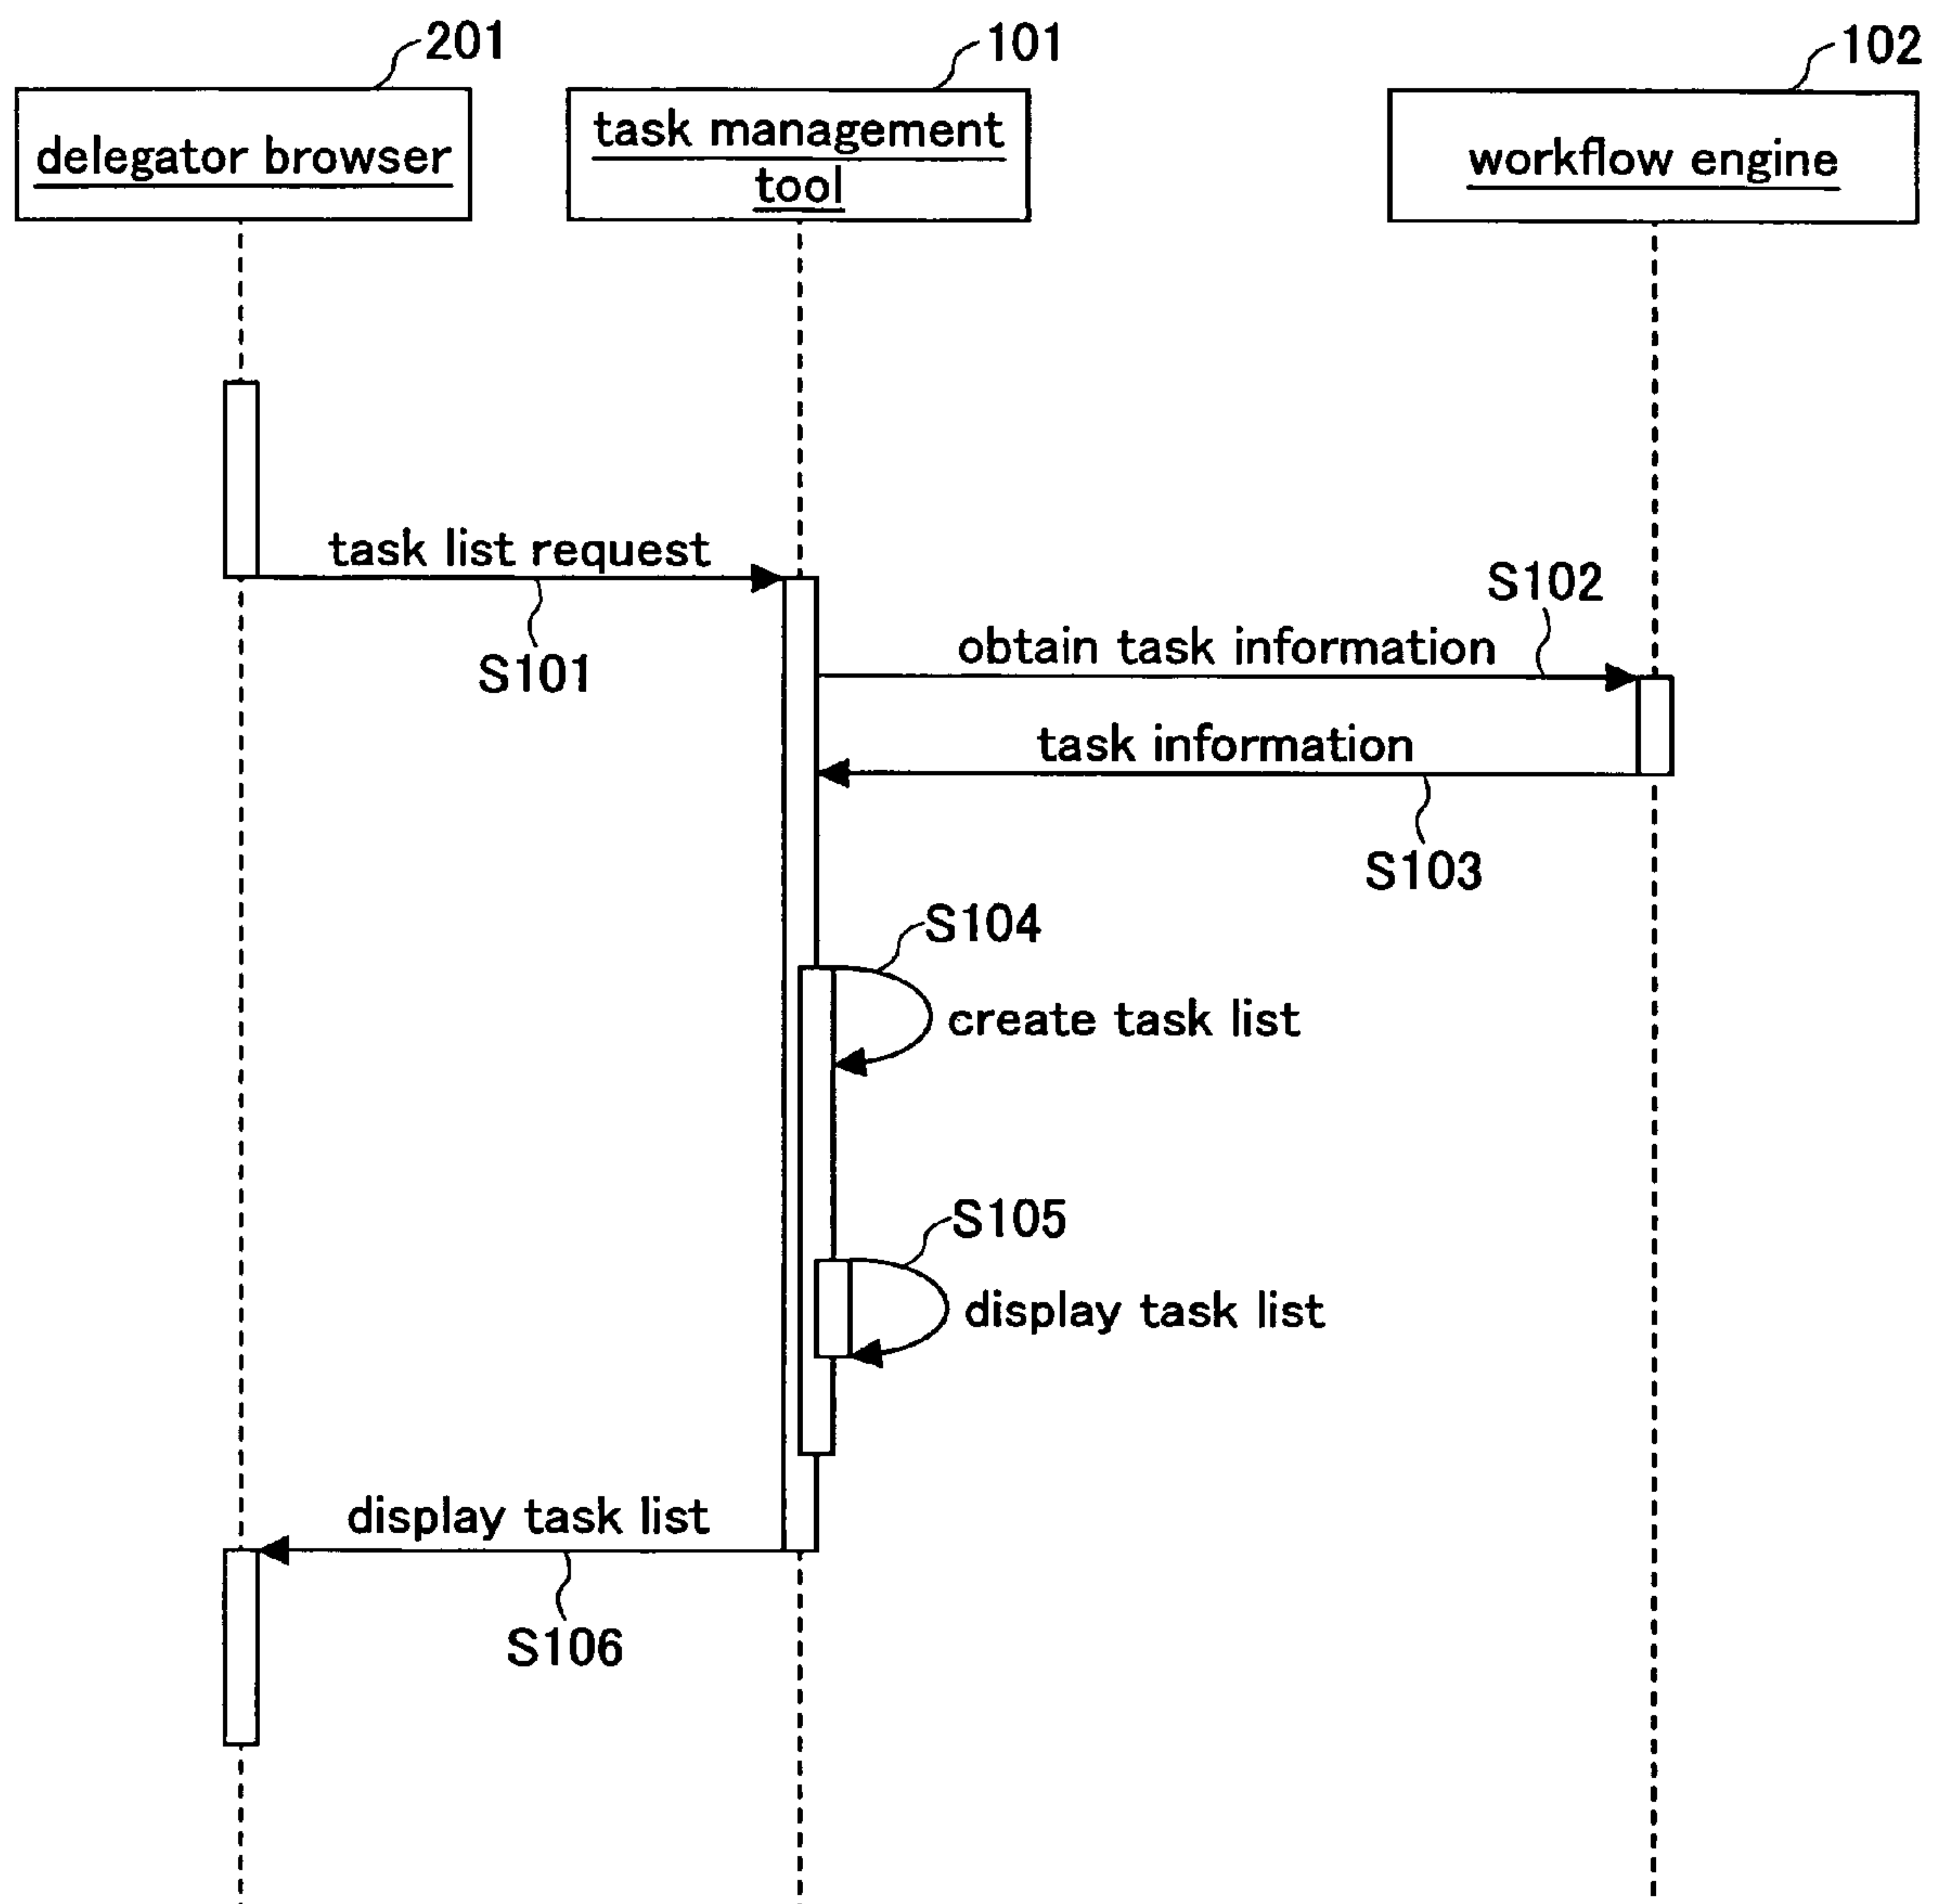 201
101
102
delegator browser
task management
tool
workflow engine
task list request
S101
S102
obtain task information
task information
S103
S104
create task list
S105
display task list
display task list
S106